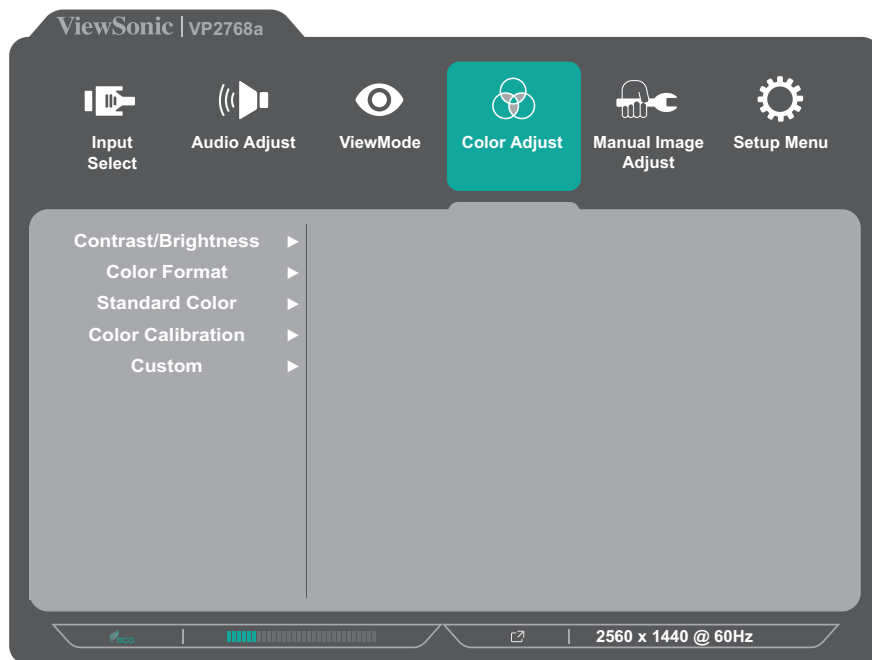 ViewSonic | VP2768a
Input Select
Audio Adjust
ViewMode
Color Adjust
Manual Image Adjust
Setup Menu
Contrast/Brightness
Color Format
Standard Color
Color Calibration
Custom
eco
2560 x 1440 @ 60Hz